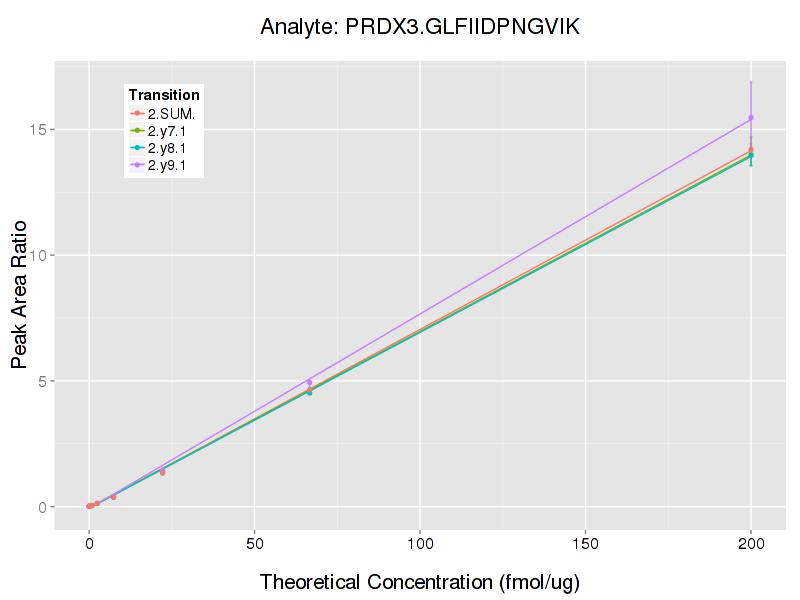 Analyte: PRDX3.GLFIIDPNGVIK
Transition
2.SUM.
2.y7.1
2.y8.1
2.y9.1
Peak Area Ratio
15
10
5
0
0 50 100 150 200
Theoretical Concentration (fmol/ug)